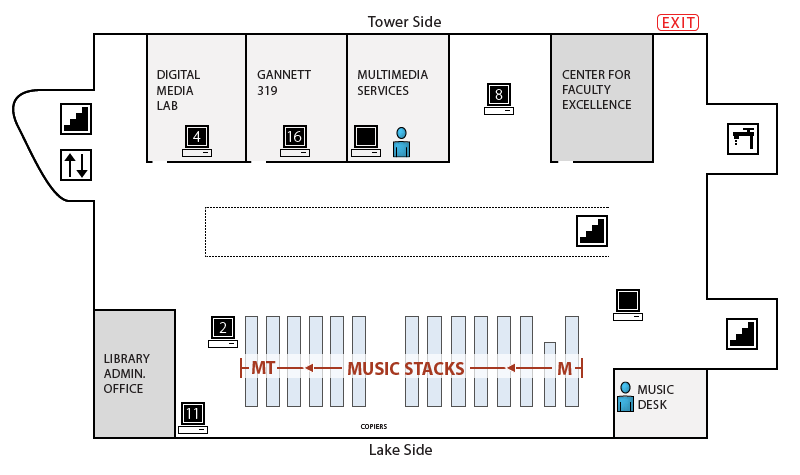 Tower Side
EXIT
DIGITAL
MEDIA
LAB
4
GANNETT
319
16
MULTIMEDIA
SERVICES
8
CENTER FOR
FACULTY
EXCELLENCE
LIBRARY
ADMIN.
OFFICE
2
11
MT MUSIC STACKS M
COPIERS
MUSIC
DESK
Lake Side